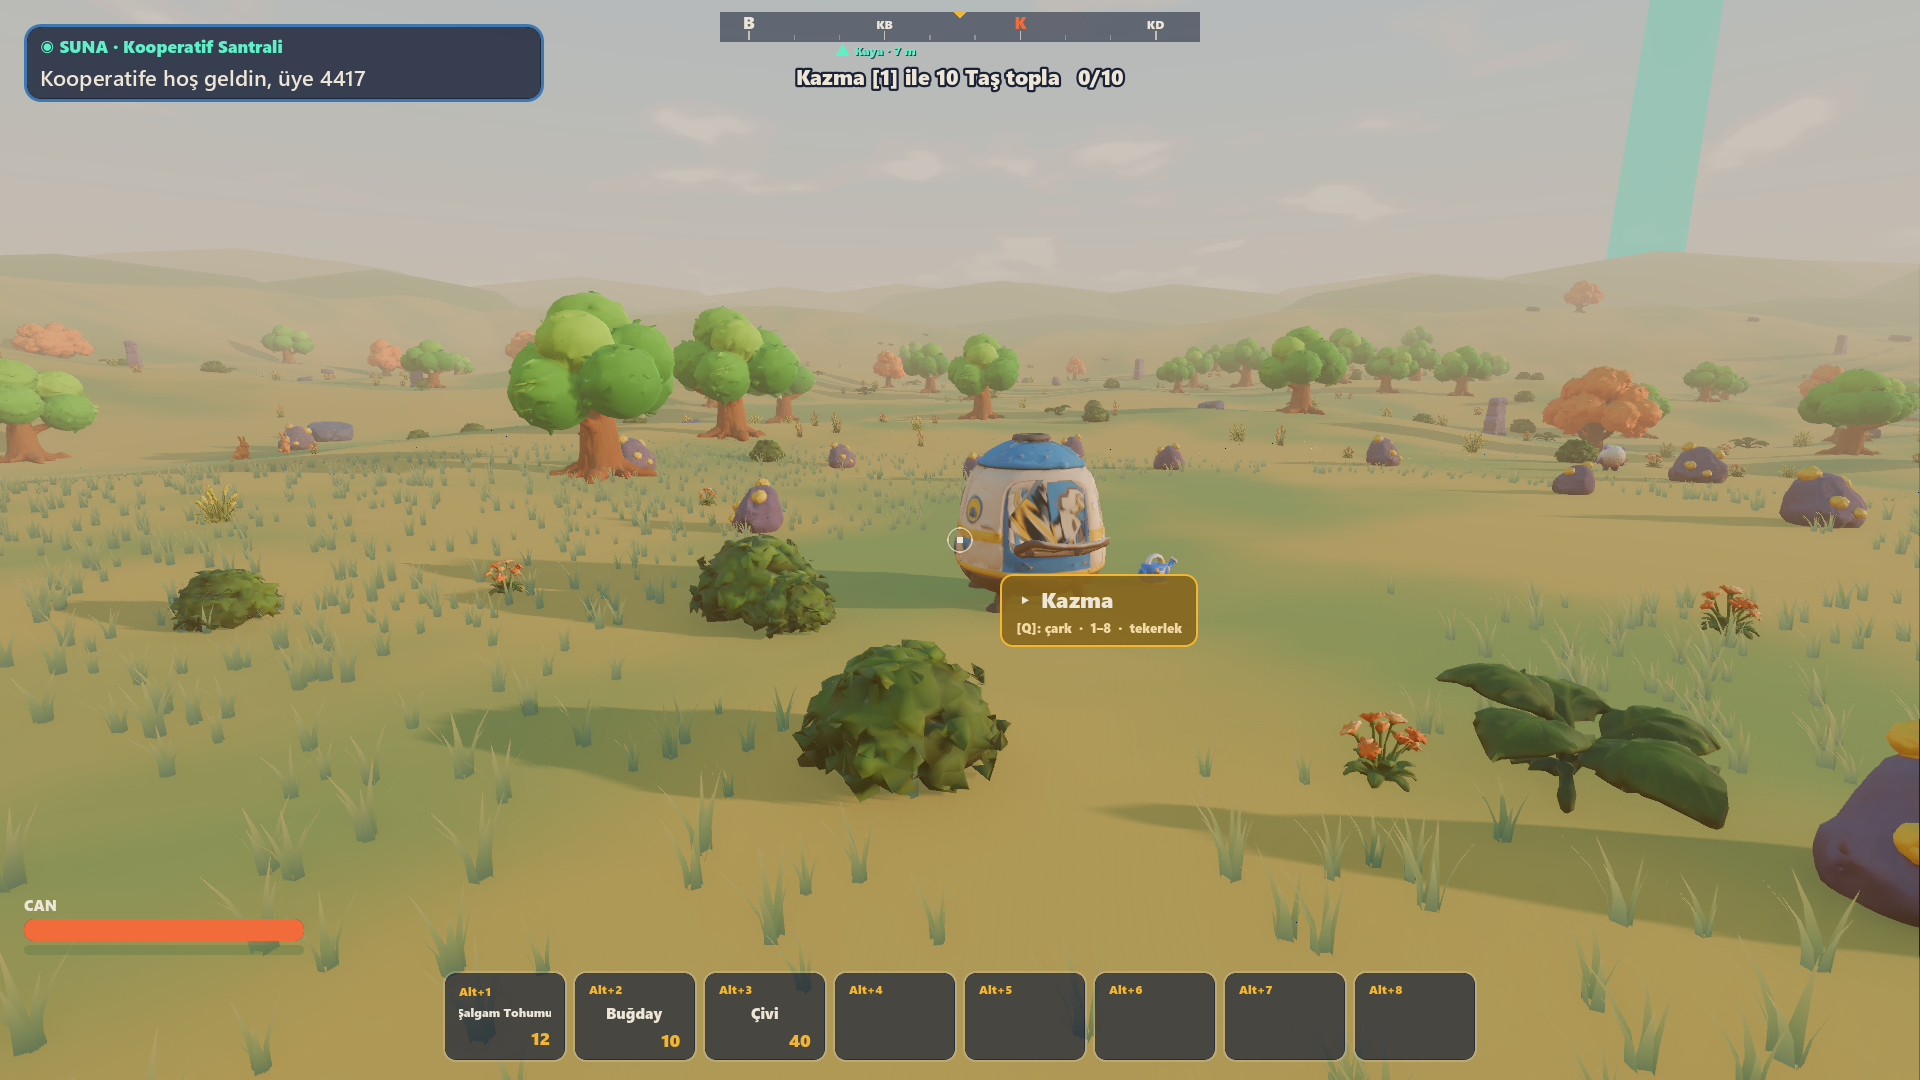 ◉ SUNA · Kooperatif Santrali
Kooperatife hoş geldin, üye 4417
B KB K KD
Kaya · 7 m
Kazma [1] ile 10 Taş topla 0/10
▸ Kazma
[Q]: çark · 1–8 · tekerlek
CAN
Alt+1 Alt+2 Alt+3 Alt+4 Alt+5 Alt+6 Alt+7 Alt+8
Şalgam Tohumu Buğday Çivi
12 10 40